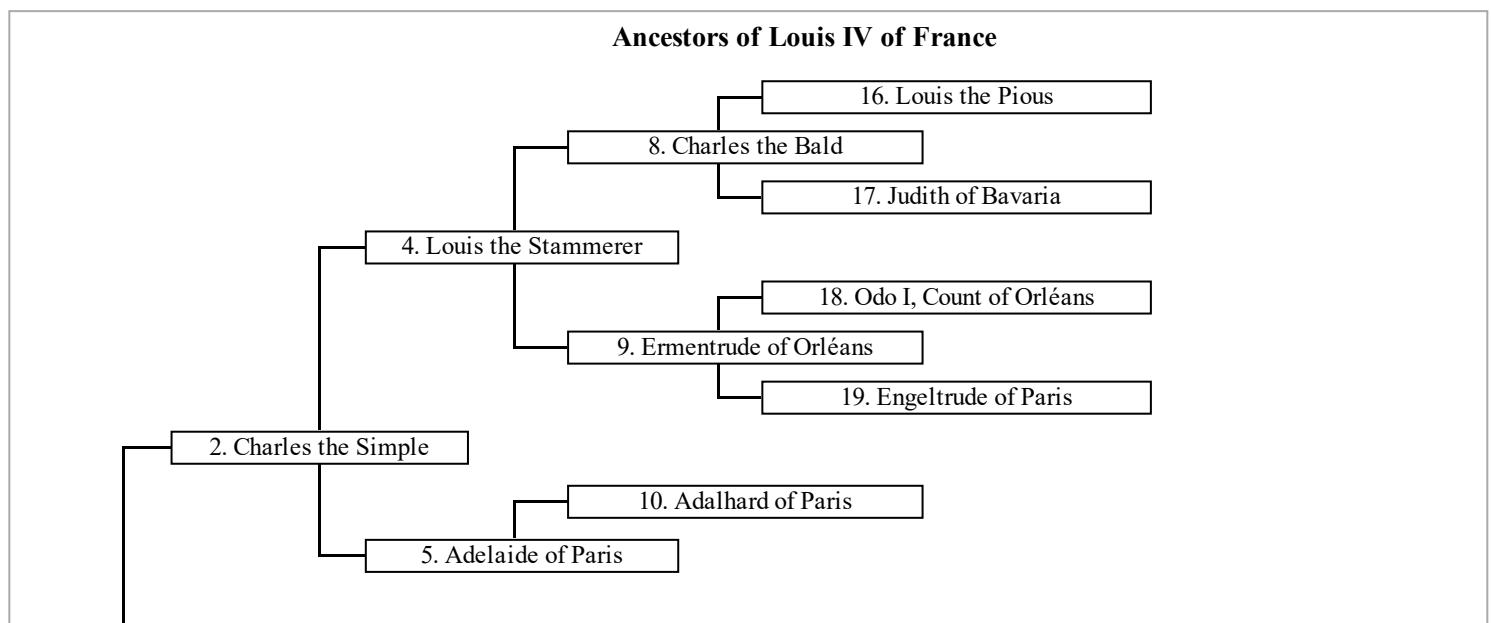 Ancestors of Louis IV of France
16. Louis the Pious
8. Charles the Bald
17. Judith of Bavaria
4. Louis the Stammerer
18. Odo I, Count of Orléans
9. Ermentrude of Orléans
19. Engeltrude of Paris
2. Charles the Simple
10. Adalhard of Paris
5. Adelaide of Paris